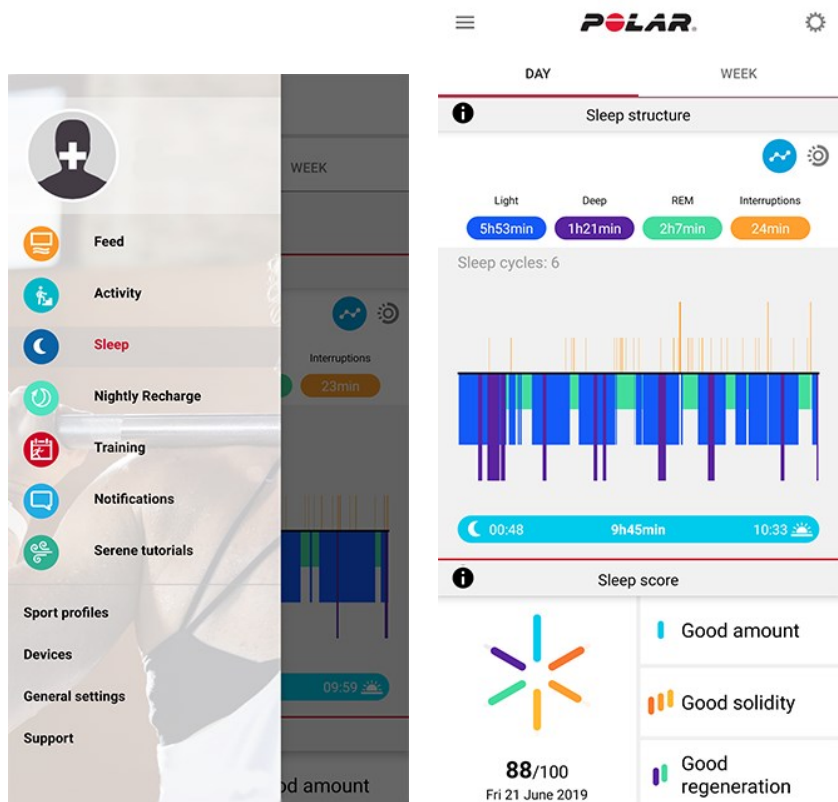 WEEK
Feed
Activity
Sleep
Interruptions
23min
Nightly Recharge
Training
Notifications
Serene tutorials
Sport profiles
Devices
General settings
09:59
Support
od amount
POLAR.
DAY WEEK
Sleep structure
Light Deep REM Interruptions
5h53min 1h21min 2h7min 24min
Sleep cycles: 6
00:48 9h45min 10:33
Sleep score
Good amount
Good solidity
88/100
Fri 21 June 2019
Good
regeneration